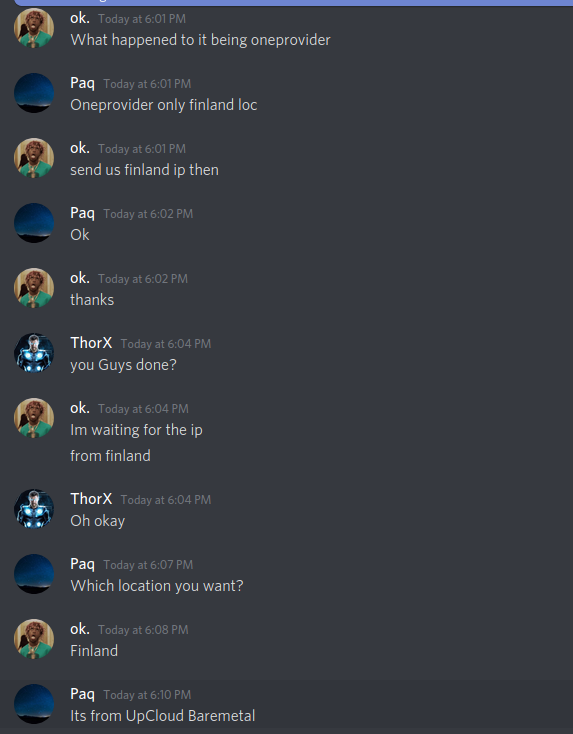 ok. Today at 6:01 PM
What happened to it being oneprovider
Paq Today at 6:01 PM
Oneprovider only finland loc
ok. Today at 6:01 PM
send us finland ip then
Paq Today at 6:02 PM
Ok
ok. Today at 6:02 PM
thanks
ThorX Today at 6:04 PM
you Guys done?
ok. Today at 6:04 PM
Im waiting for the ip
from finland
ThorX Today at 6:04 PM
Oh okay
Paq Today at 6:07 PM
Which location you want?
ok. Today at 6:08 PM
Finland
Paq Today at 6:10 PM
Its from UpCloud Baremetal